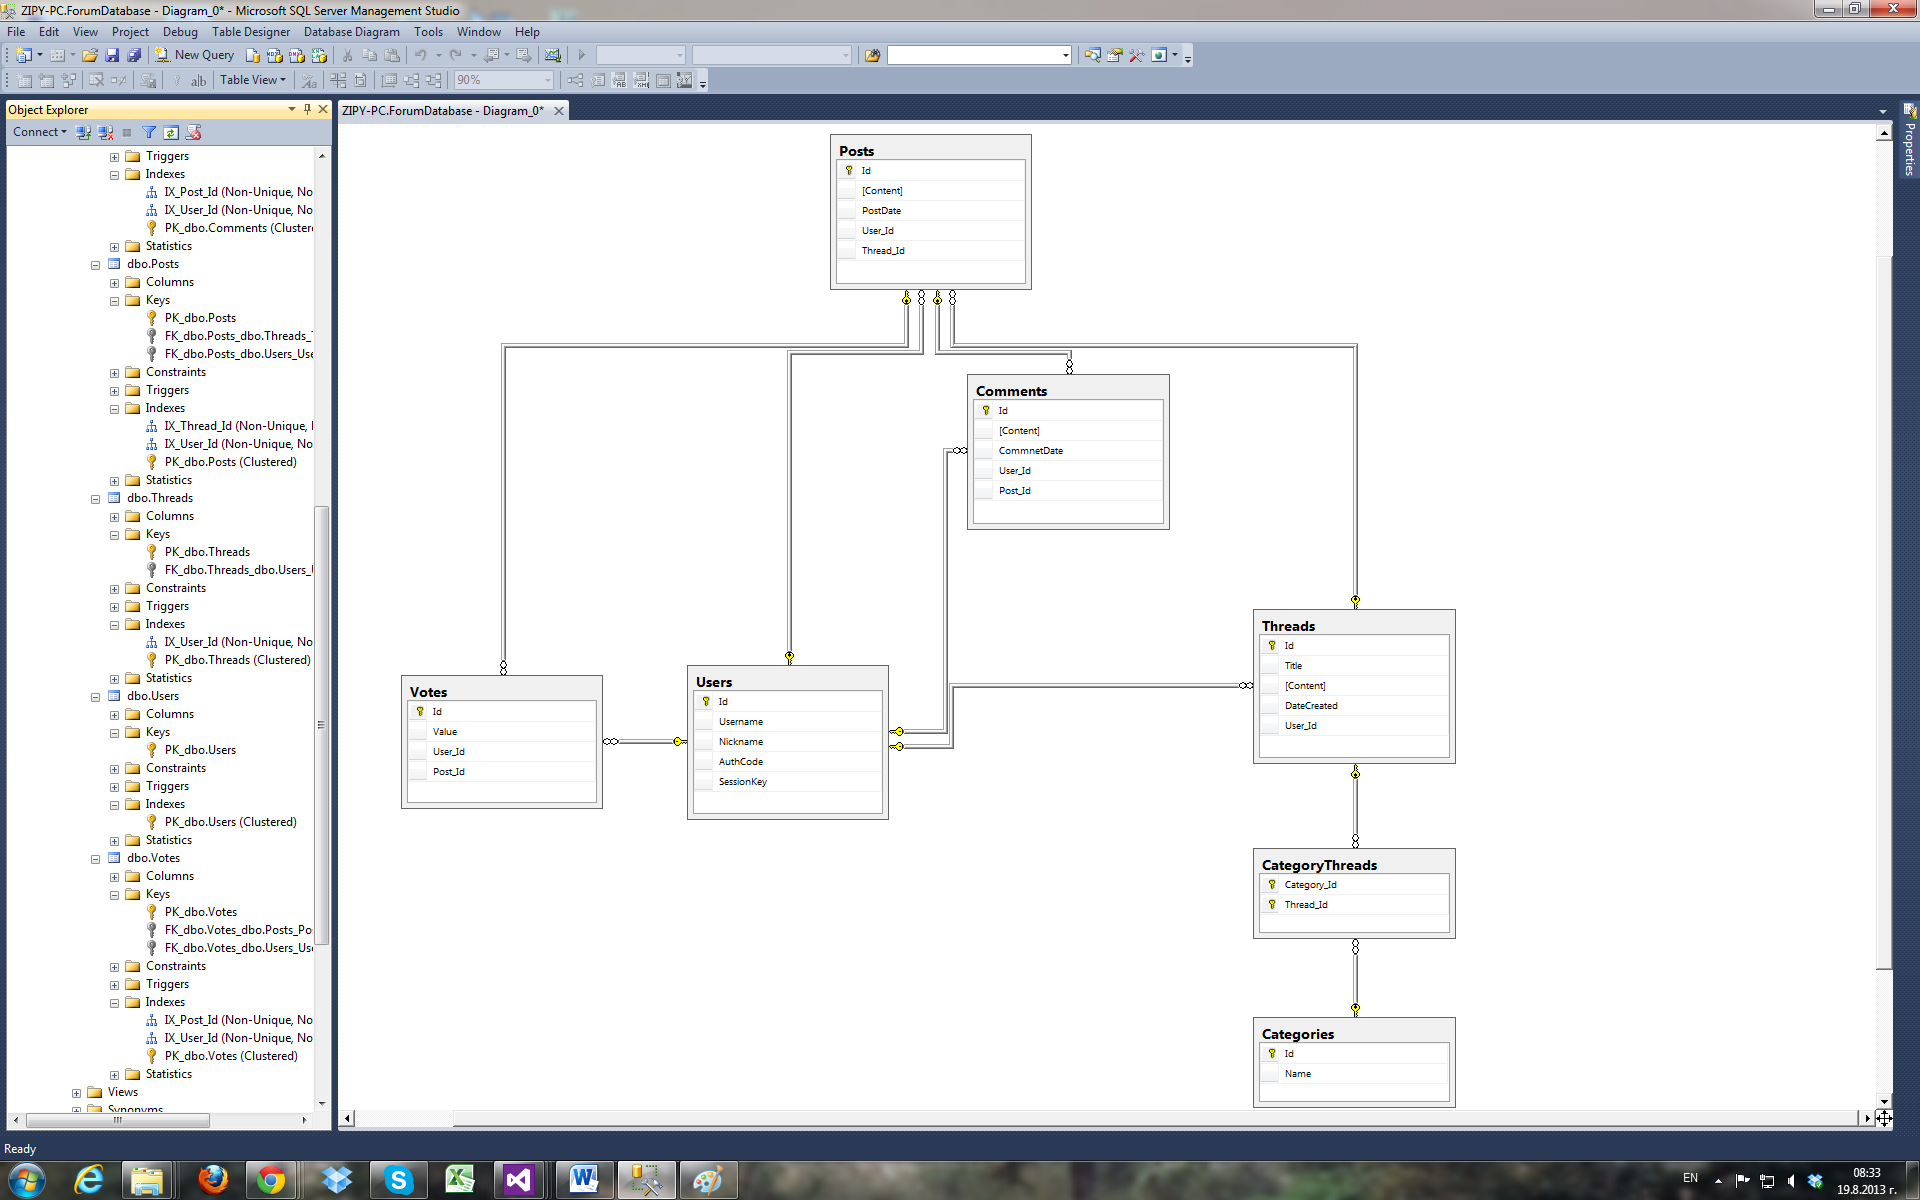 ZIPY-PC.ForumDatabase - Diagram_0* - Microsoft SQL Server Management Studio
File Edit View Project Debug Table Designer Database Diagram Tools Window Help
New Query
Table View 90%
Object Explorer
Connect
Triggers
Indexes
IX_Post_Id (Non-Unique, No
IX_User_Id (Non-Unique, No
PK_dbo.Comments (Cluster
Statistics
dbo.Posts
Columns
Keys
PK_dbo.Posts
FK_dbo.Posts_dbo.Threads_
FK_dbo.Posts_dbo.Users_Us
Constraints
Triggers
Indexes
IX_Thread_Id (Non-Unique,
IX_User_Id (Non-Unique, No
PK_dbo.Posts (Clustered)
Statistics
dbo.Threads
Columns
Keys
PK_dbo.Threads
FK_dbo.Threads_dbo.Users_
Constraints
Triggers
Indexes
IX_User_Id (Non-Unique, No
PK_dbo.Threads (Clustered)
Statistics
dbo.Users
Columns
Keys
PK_dbo.Users
Constraints
Triggers
Indexes
PK_dbo.Users (Clustered)
Statistics
dbo.Votes
Columns
Keys
PK_dbo.Votes
FK_dbo.Votes_dbo.Posts_Po
FK_dbo.Votes_dbo.Users_Us
Constraints
Triggers
Indexes
IX_Post_Id (Non-Unique, No
IX_User_Id (Non-Unique, No
PK_dbo.Votes (Clustered)
Statistics
Views
Synonyms
ZIPY-PC.ForumDatabase - Diagram_0*
Posts
Id
[Content]
PostDate
User_Id
Thread_Id
Comments
Id
[Content]
CommnetDate
User_Id
Post_Id
Threads
Id
Title
[Content]
DateCreated
User_Id
Votes
Id
Value
User_Id
Post_Id
Users
Id
Username
Nickname
AuthCode
SessionKey
CategoryThreads
Category_Id
Thread_Id
Categories
Id
Name
Properties
Ready
EN
08:33
19.8.2013 г.